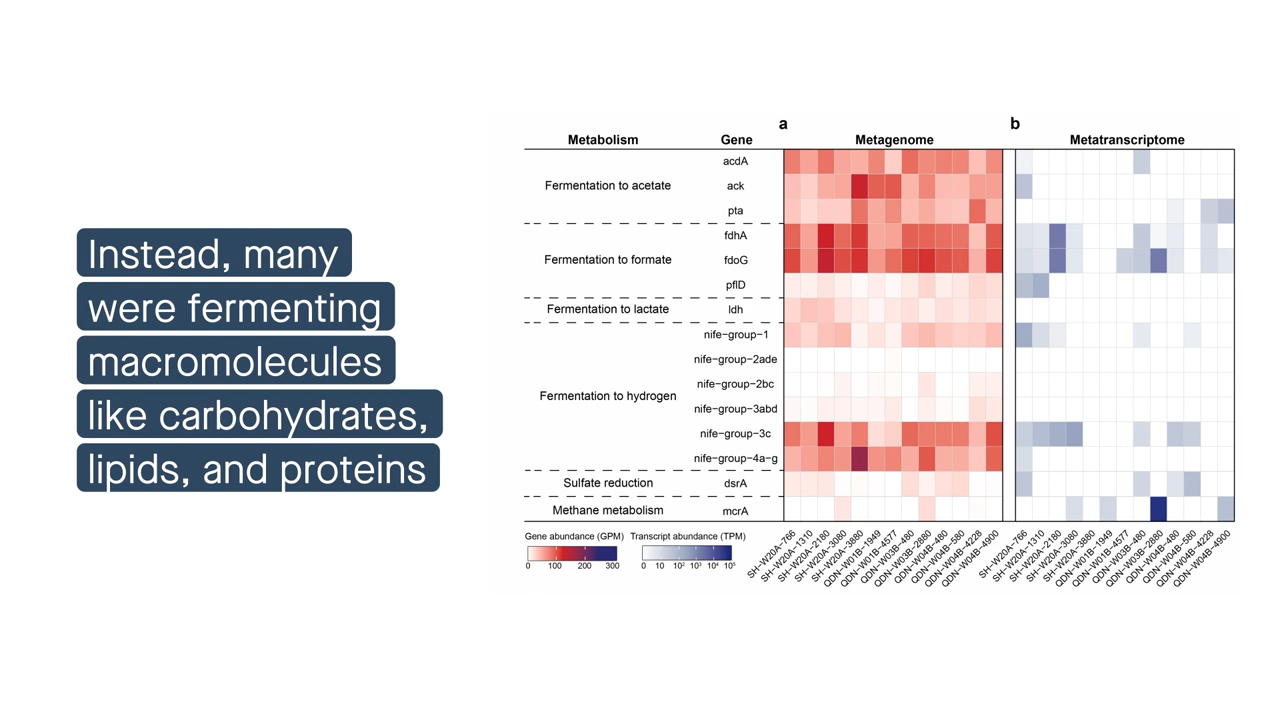 Instead, many
were fermenting
macromolecules
like carbohydrates,
lipids, and proteins
a b
Metabolism Gene Metagenome Metatranscriptome
acdA
Fermentation to acetate ack
pta
fdhA
Fermentation to formate fdoG
pflD
Fermentation to lactate ldh
nife−group−1
nife−group−2ade
nife−group−2bc
Fermentation to hydrogen
nife−group−3abd
nife−group−3c
nife−group−4a−g
Sulfate reduction dsrA
Methane metabolism mcrA
Gene abundance (GPM) Transcript abundance (TPM)
0 100 200 300 0 10 10² 10³ 10⁴ 10⁵
SH−W20A−766
SH−W20A−1310
SH−W20A−2180
SH−W20A−3080
SH−W20A−3880
QDN−W01B−1949
QDN−W01B−4577
QDN−W03B−480
QDN−W03B−2880
QDN−W04B−480
QDN−W04B−580
QDN−W04B−4228
QDN−W04B−4900
SH−W20A−766
SH−W20A−1310
SH−W20A−2180
SH−W20A−3080
SH−W20A−3880
QDN−W01B−1949
QDN−W01B−4577
QDN−W03B−480
QDN−W03B−2880
QDN−W04B−480
QDN−W04B−580
QDN−W04B−4228
QDN−W04B−4900